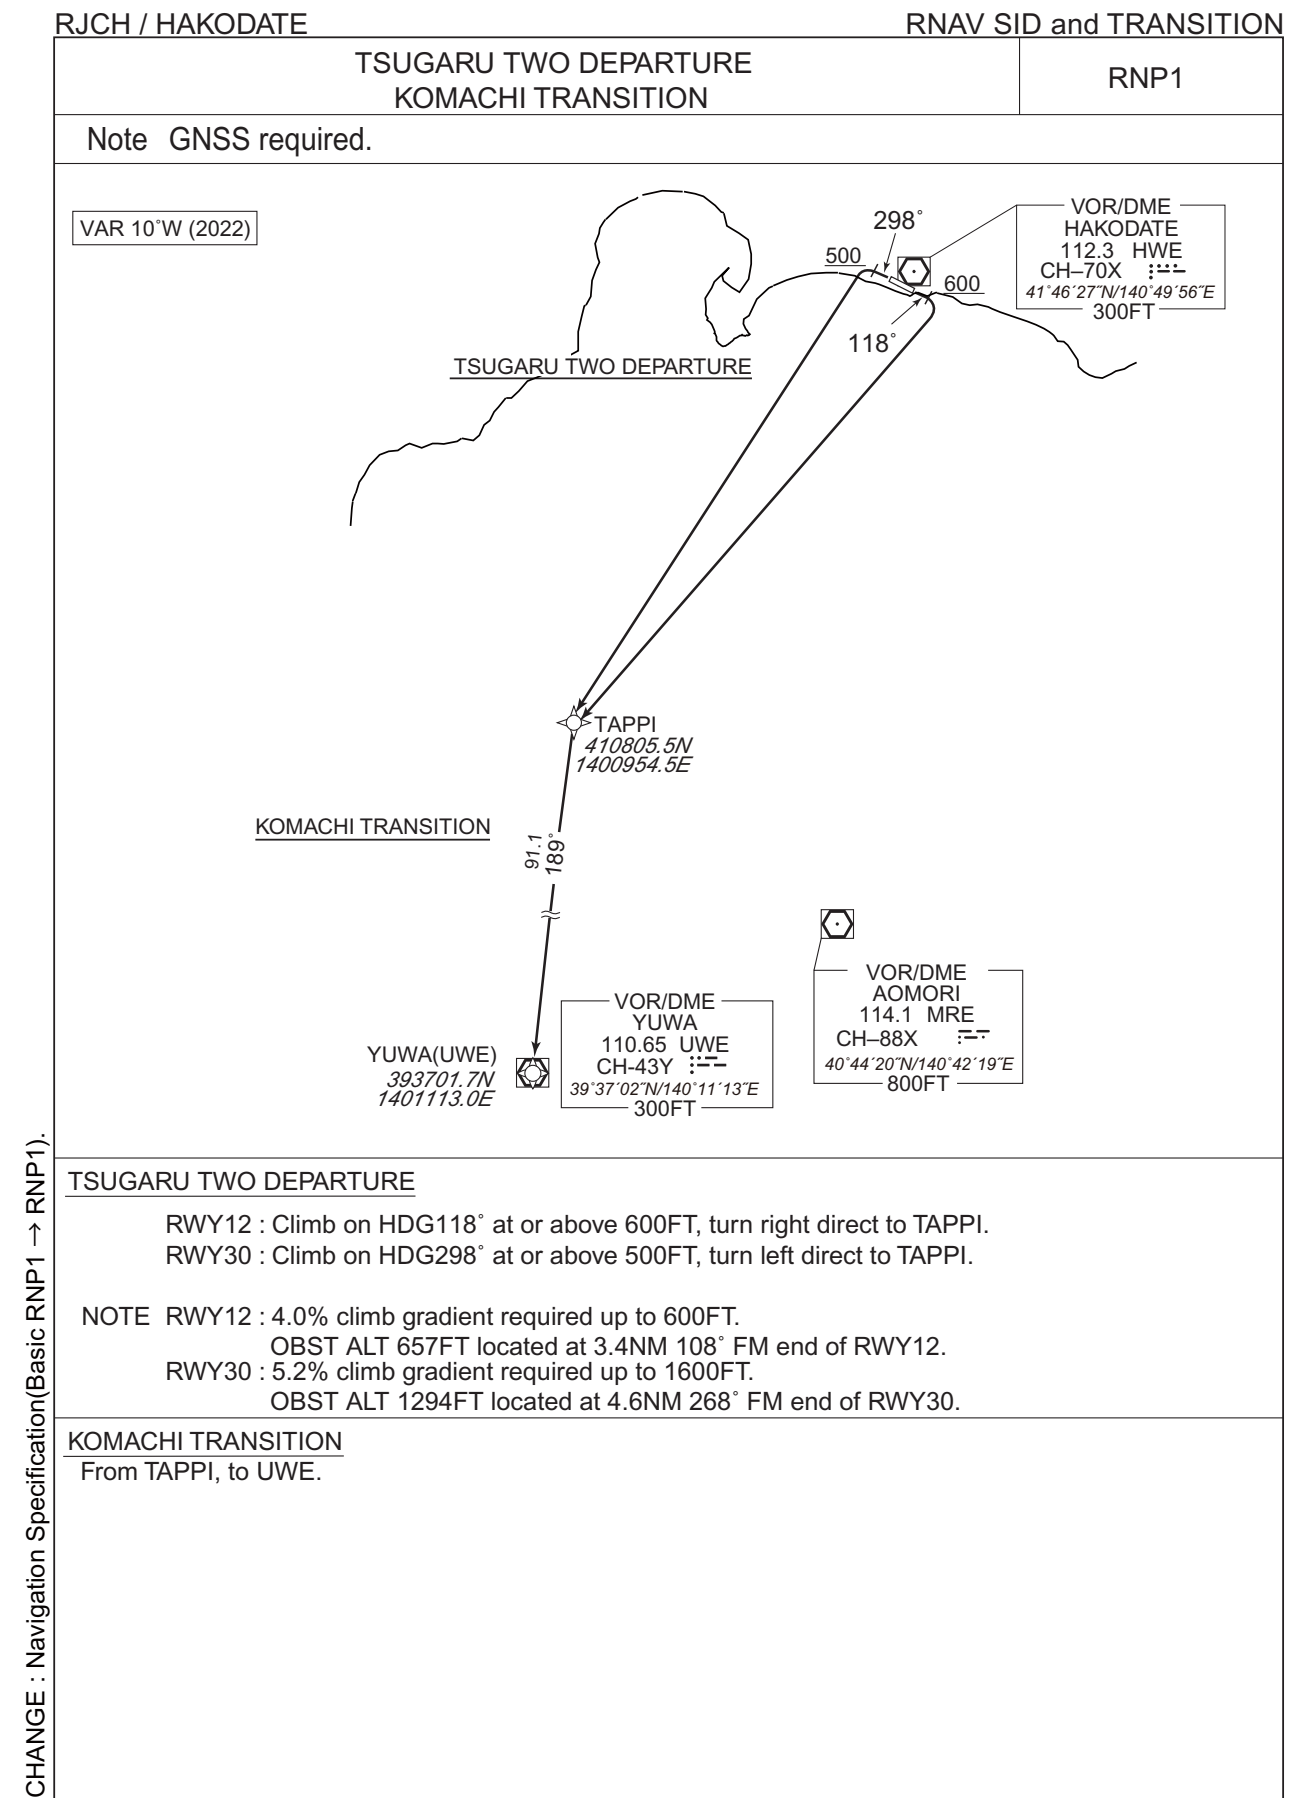 RJCH / HAKODATE
RNAV SID and TRANSITION
TSUGARU TWO DEPARTURE
KOMACHI TRANSITION
RNP1
Note GNSS required.
VAR 10°W (2022)
298°
500
600
118°
VOR/DME
HAKODATE
112.3 HWE
CH–70X
41°46´27˝N/140°49´56˝E
300FT
TSUGARU TWO DEPARTURE
TAPPI
410805.5N
1400954.5E
KOMACHI TRANSITION
91.1
189°
VOR/DME
AOMORI
114.1 MRE
CH–88X
40°44´20˝N/140°42´19˝E
800FT
YUWA(UWE)
393701.7N
1401113.0E
VOR/DME
YUWA
110.65 UWE
CH-43Y
39°37´02˝N/140°11´13˝E
300FT
TSUGARU TWO DEPARTURE
RWY12 : Climb on HDG118° at or above 600FT, turn right direct to TAPPI.
RWY30 : Climb on HDG298° at or above 500FT, turn left direct to TAPPI.
NOTE RWY12 : 4.0% climb gradient required up to 600FT.
OBST ALT 657FT located at 3.4NM 108° FM end of RWY12.
RWY30 : 5.2% climb gradient required up to 1600FT.
OBST ALT 1294FT located at 4.6NM 268° FM end of RWY30.
KOMACHI TRANSITION
From TAPPI, to UWE.
CHANGE : Navigation Specification(Basic RNP1 → RNP1).